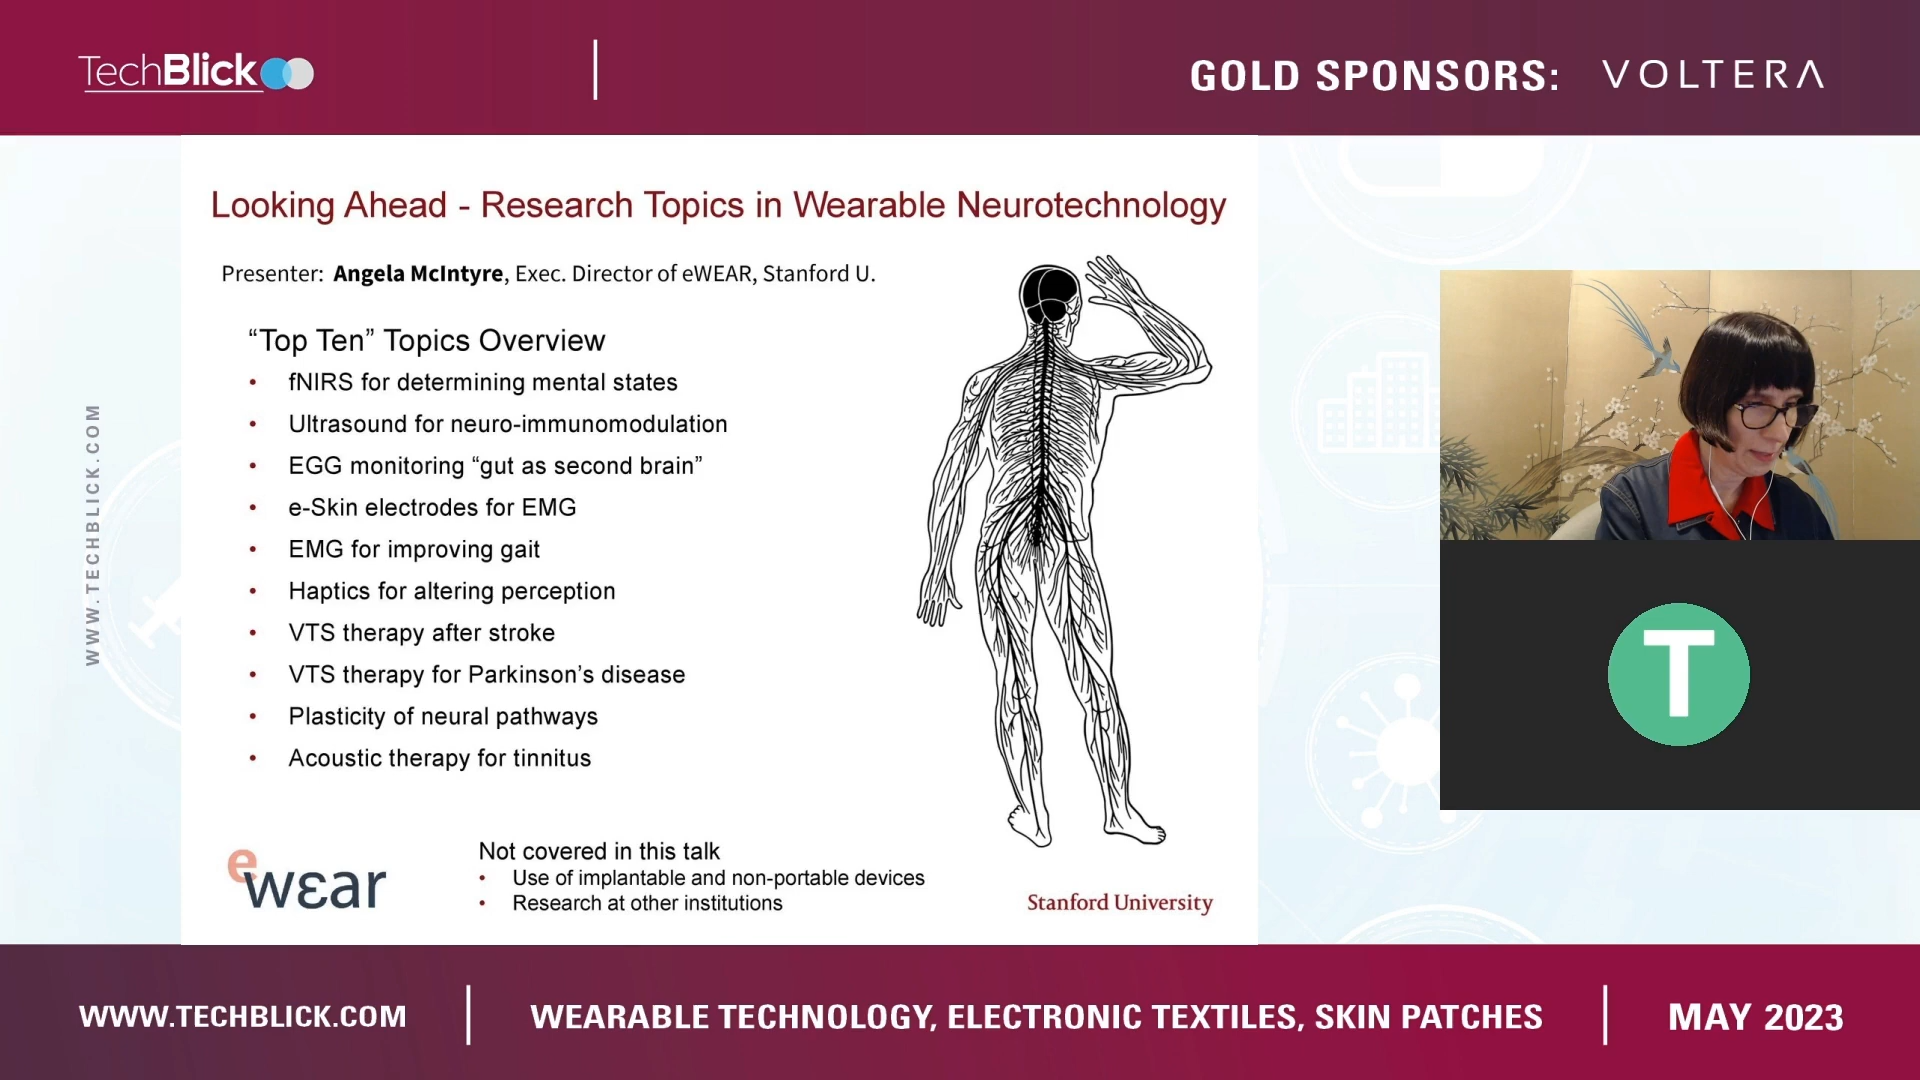 TechBlick
GOLD SPONSORS: VOLTERA
WWW.TECHBLICK.COM
Looking Ahead - Research Topics in Wearable Neurotechnology
Presenter: Angela McIntyre, Exec. Director of eWEAR, Stanford U.
“Top Ten” Topics Overview
• fNIRS for determining mental states
• Ultrasound for neuro-immunomodulation
• EGG monitoring “gut as second brain”
• e-Skin electrodes for EMG
• EMG for improving gait
• Haptics for altering perception
• VTS therapy after stroke
• VTS therapy for Parkinson’s disease
• Plasticity of neural pathways
• Acoustic therapy for tinnitus
ewɛar
Not covered in this talk
• Use of implantable and non-portable devices
• Research at other institutions
Stanford University
T
WWW.TECHBLICK.COM
WEARABLE TECHNOLOGY, ELECTRONIC TEXTILES, SKIN PATCHES
MAY 2023